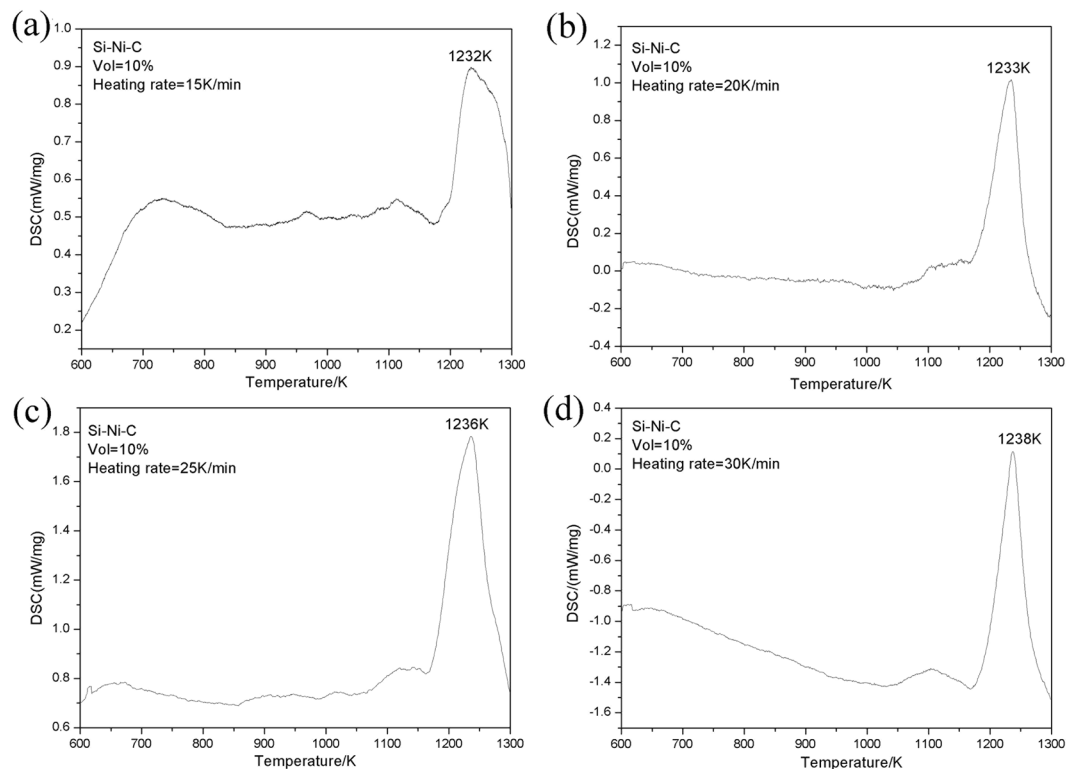 (a)
Si-Ni-C
Vol=10%
Heating rate=15K/min
1232K
DSC(mW/mg)
1.0
0.9
0.8
0.7
0.6
0.5
0.4
0.3
0.2
600 700 800 900 1000 1100 1200 1300
Temperature/K
(b)
Si-Ni-C
Vol=10%
Heating rate=20K/min
1233K
DSC(mW/mg)
1.2
1.0
0.8
0.6
0.4
0.2
0.0
-0.2
-0.4
600 700 800 900 1000 1100 1200 1300
Temperature/K
(c)
Si-Ni-C
Vol=10%
Heating rate=25K/min
1236K
DSC(mW/mg)
1.8
1.6
1.4
1.2
1.0
0.8
0.6
600 700 800 900 1000 1100 1200 1300
Temperature/K
(d)
Si-Ni-C
Vol=10%
Heating rate=30K/min
1238K
DSC/(mW/mg)
0.4
0.2
0.0
-0.2
-0.4
-0.6
-0.8
-1.0
-1.2
-1.4
-1.6
600 700 800 900 1000 1100 1200 1300
Temperature/K